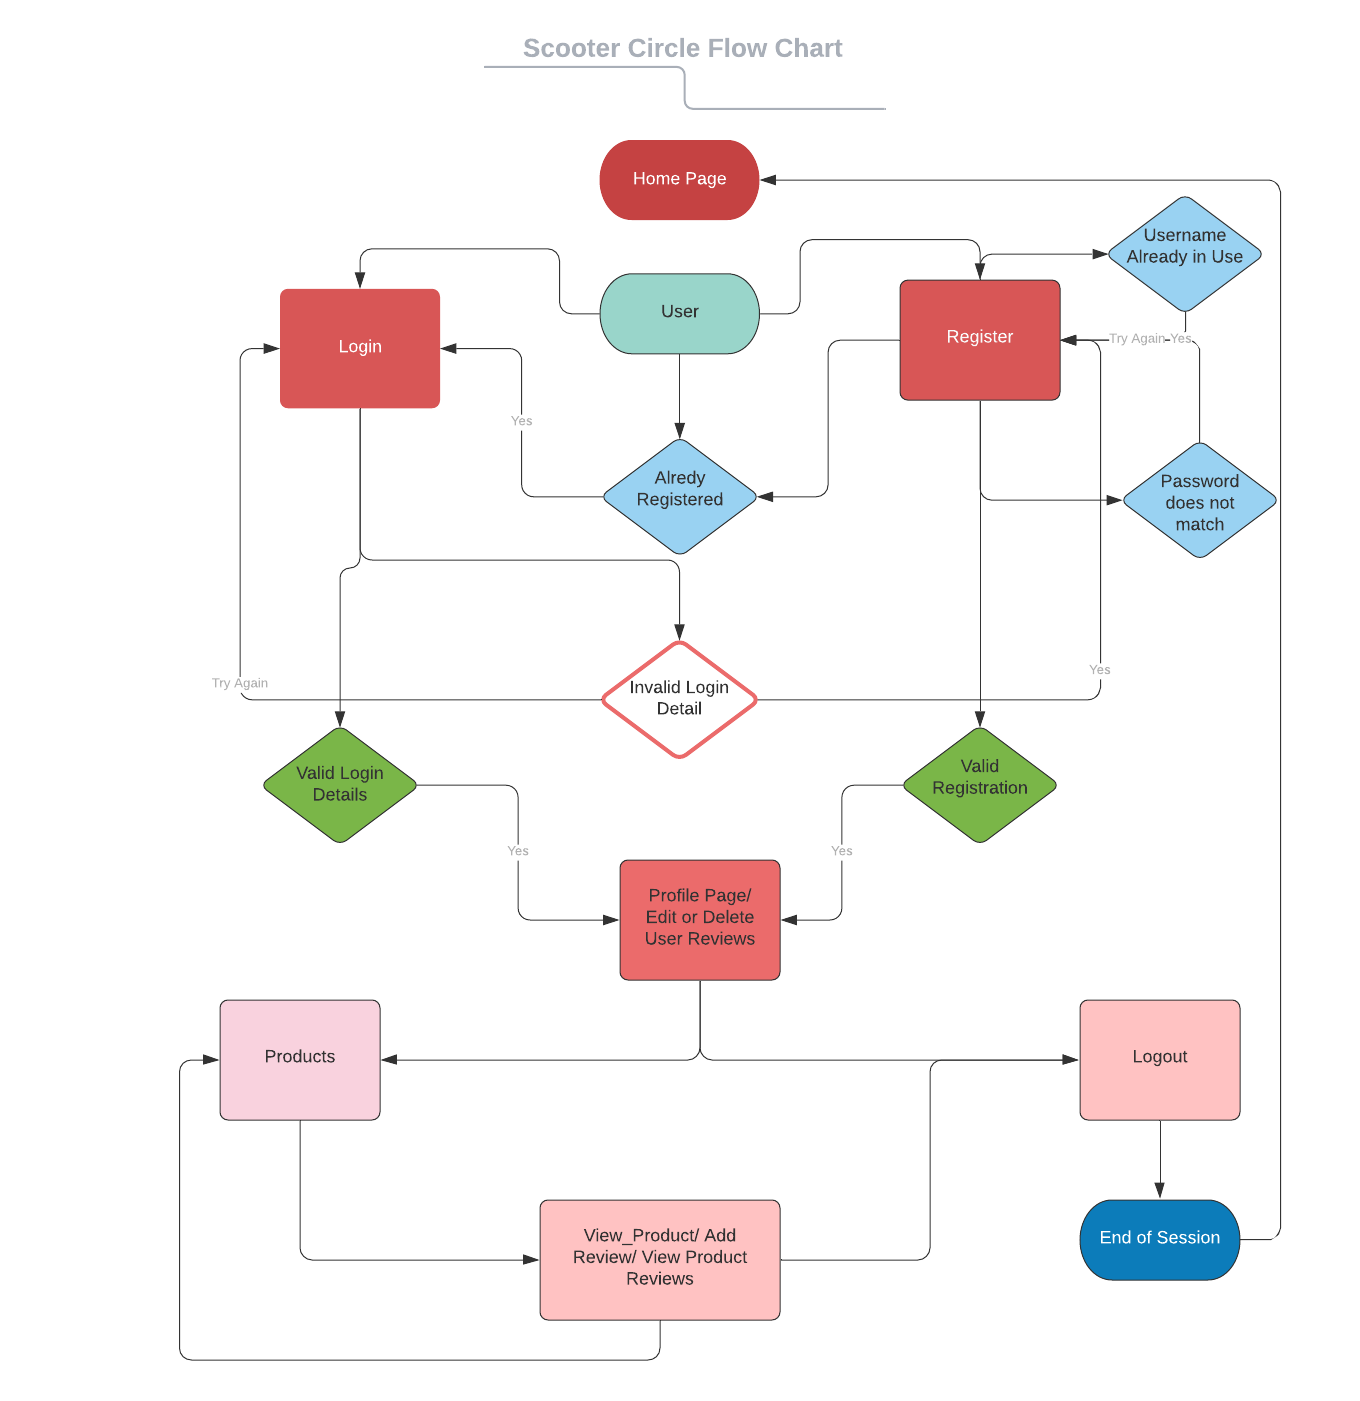 Scooter Circle Flow Chart
Home Page
Username
Already in Use
User
Login
Register
Try Again
Yes
Yes
Alredy
Registered
Password
does not
match
Yes
Try Again
Invalid Login
Detail
Valid Login
Details
Valid
Registration
Yes
Yes
Profile Page/
Edit or Delete
User Reviews
Products
Logout
View_Product/ Add
Review/ View Product
Reviews
End of Session